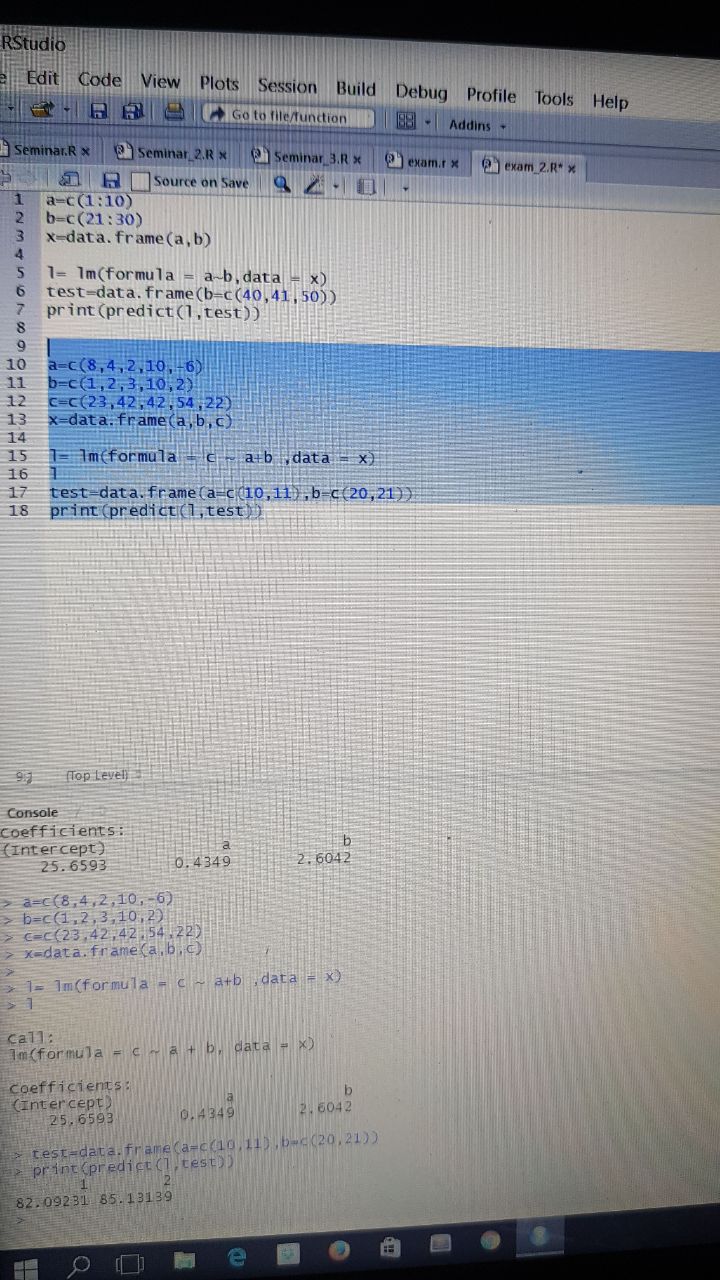 RStudio
Edit Code View Plots Session Build Debug Profile Tools Help
Go to file/function Addins
Seminar.R × Seminar_2.R × Seminar_3.R × exam.r × exam_2.R* ×
Source on Save
1 a=c(1:10)
2 b=c(21:30)
3 x=data.frame(a,b)
4
5 l= lm(formula = a~b,data = x)
6 test=data.frame(b=c(40,41,50))
7 print(predict(l,test))
8
9
10 a=c(8,4,2,10,-6)
11 b=c(1,2,3,10,2)
12 c=c(23,42,42,54,22)
13 x=data.frame(a,b,c)
14
15 l= lm(formula = c ~ a+b ,data = x)
16 l
17 test=data.frame(a=c(10,11),b=c(20,21))
18 print(predict(l,test))
9:1 (Top Level)
Console
Coefficients:
(Intercept) a b
25.6593 0.4349 2.6042
> a=c(8,4,2,10,-6)
> b=c(1,2,3,10,2)
> c=c(23,42,42,54,22)
> x=data.frame(a,b,c)
>
> l= lm(formula = c ~ a+b ,data = x)
> l
Call:
lm(formula = c ~ a + b, data = x)
Coefficients:
(Intercept) a b
25.6593 0.4349 2.6042
> test=data.frame(a=c(10,11),b=c(20,21))
> print(predict(l,test))
1 2
82.09231 85.13139
>